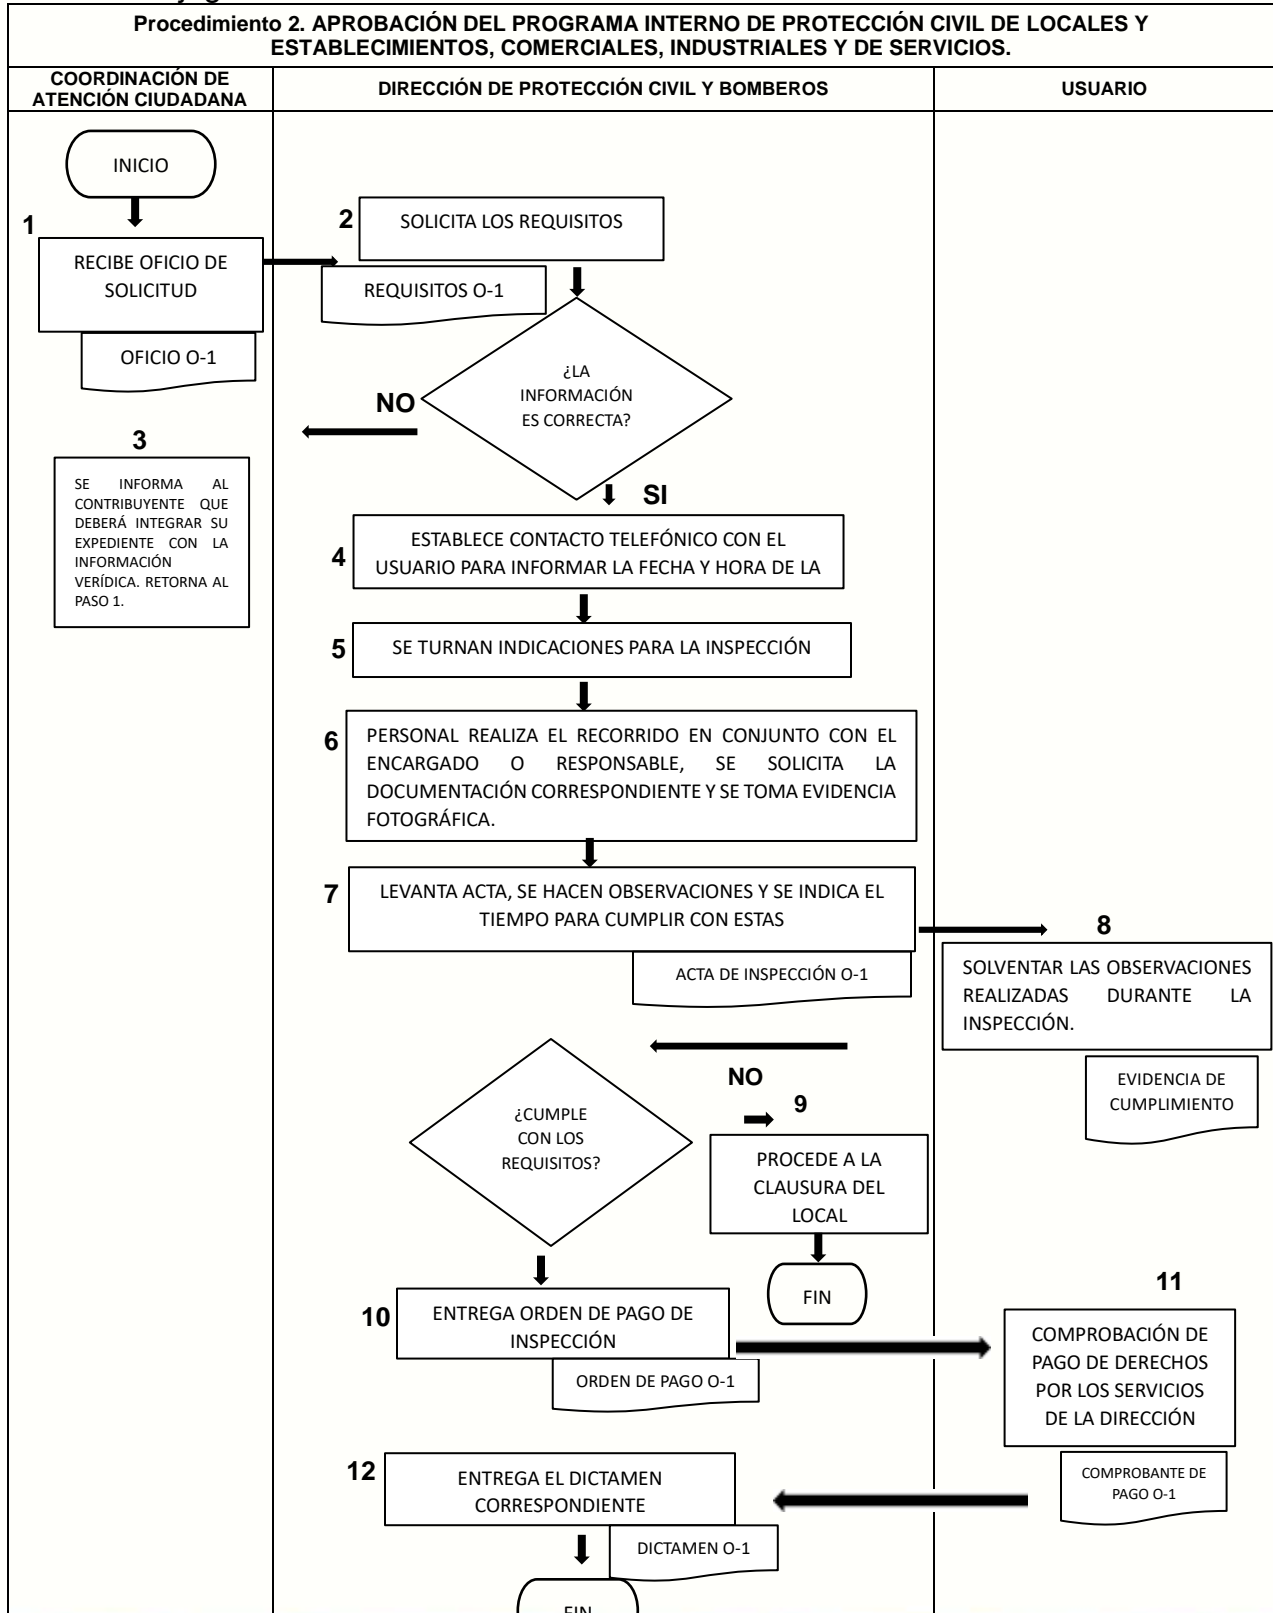 Procedimiento 2. APROBACIÓN DEL PROGRAMA INTERNO DE PROTECCIÓN CIVIL DE LOCALES Y
ESTABLECIMIENTOS, COMERCIALES, INDUSTRIALES Y DE SERVICIOS.
COORDINACIÓN DE
ATENCIÓN CIUDADANA
DIRECCIÓN DE PROTECCIÓN CIVIL Y BOMBEROS
USUARIO
INICIO
1
RECIBE OFICIO DE
SOLICITUD
OFICIO O-1
2
SOLICITA LOS REQUISITOS
REQUISITOS O-1
¿LA
INFORMACIÓN
ES CORRECTA?
NO
3
SE INFORMA AL
CONTRIBUYENTE QUE
DEBERÁ INTEGRAR SU
EXPEDIENTE CON LA
INFORMACIÓN
VERÍDICA. RETORNA AL
PASO 1.
SI
4
ESTABLECE CONTACTO TELEFÓNICO CON EL
USUARIO PARA INFORMAR LA FECHA Y HORA DE LA
5
SE TURNAN INDICACIONES PARA LA INSPECCIÓN
6
PERSONAL REALIZA EL RECORRIDO EN CONJUNTO CON EL
ENCARGADO O RESPONSABLE, SE SOLICITA LA
DOCUMENTACIÓN CORRESPONDIENTE Y SE TOMA EVIDENCIA
FOTOGRÁFICA.
7
LEVANTA ACTA, SE HACEN OBSERVACIONES Y SE INDICA EL
TIEMPO PARA CUMPLIR CON ESTAS
ACTA DE INSPECCIÓN O-1
8
SOLVENTAR LAS OBSERVACIONES
REALIZADAS DURANTE LA
INSPECCIÓN.
EVIDENCIA DE
CUMPLIMIENTO
¿CUMPLE
CON LOS
REQUISITOS?
NO
9
PROCEDE A LA
CLAUSURA DEL
LOCAL
FIN
10
ENTREGA ORDEN DE PAGO DE
INSPECCIÓN
ORDEN DE PAGO O-1
11
COMPROBACIÓN DE
PAGO DE DERECHOS
POR LOS SERVICIOS
DE LA DIRECCIÓN
COMPROBANTE DE
PAGO O-1
12
ENTREGA EL DICTAMEN
CORRESPONDIENTE
DICTAMEN O-1
FIN